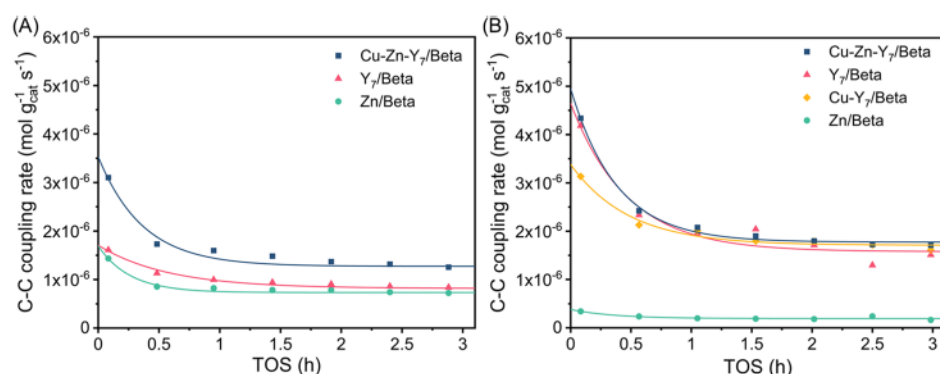 (A)
C-C coupling rate (mol g⁻¹cat s⁻¹)
6x10⁻⁶
5x10⁻⁶
4x10⁻⁶
3x10⁻⁶
2x10⁻⁶
1x10⁻⁶
0
Cu-Zn-Y₇/Beta
Y₇/Beta
Zn/Beta
0 0.5 1 1.5 2 2.5 3
TOS (h)
(B)
C-C coupling rate (mol g⁻¹cat s⁻¹)
6x10⁻⁶
5x10⁻⁶
4x10⁻⁶
3x10⁻⁶
2x10⁻⁶
1x10⁻⁶
0
Cu-Zn-Y₇/Beta
Y₇/Beta
Cu-Y₇/Beta
Zn/Beta
0 0.5 1 1.5 2 2.5 3
TOS (h)